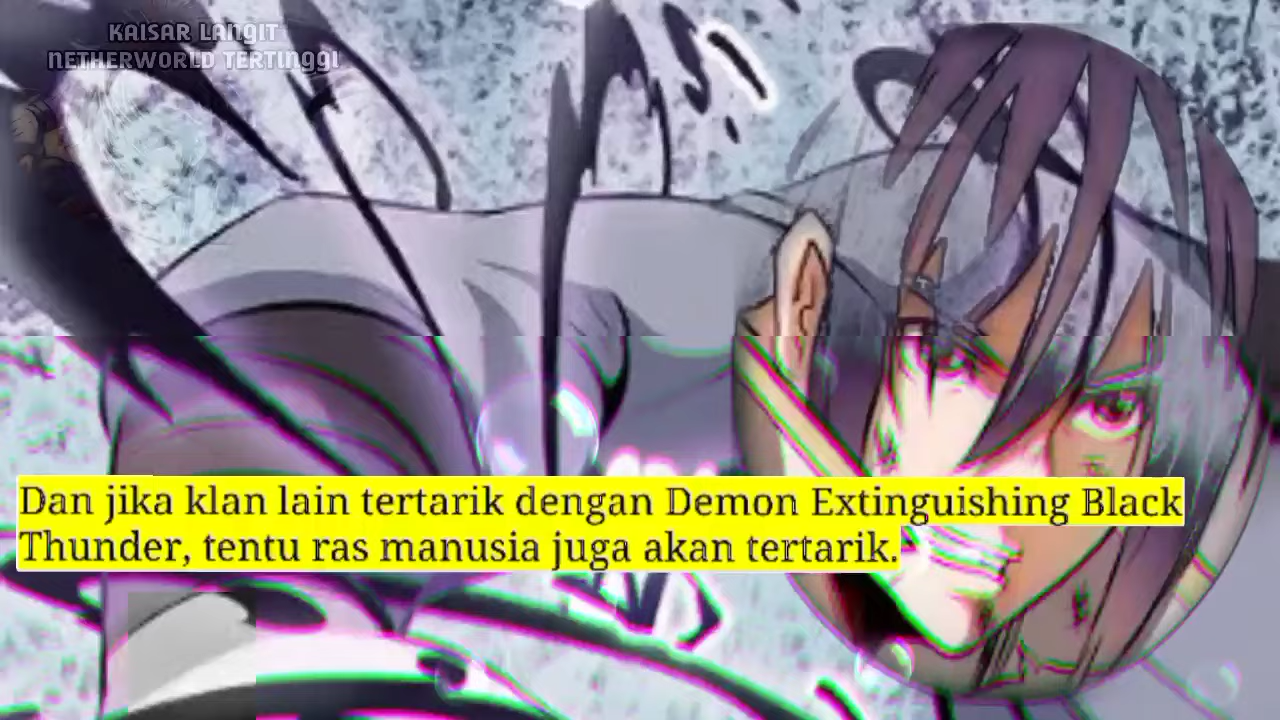 KAISAR LANGIT
NETHERWORLD TERTINGGI
Dan jika klan lain tertarik dengan Demon Extinguishing Black
Thunder, tentu ras manusia juga akan tertarik.